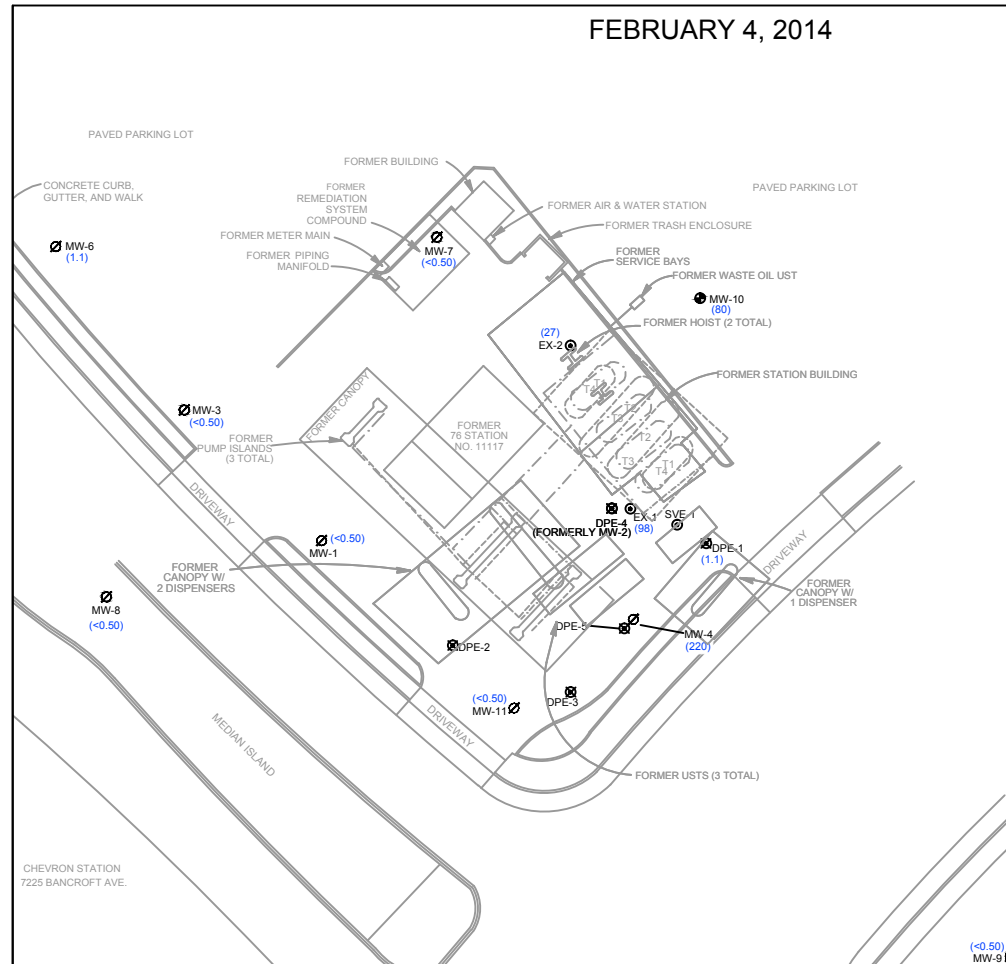 FEBRUARY 4, 2014
PAVED PARKING LOT
CONCRETE CURB,
GUTTER, AND WALK
FORMER BUILDING
FORMER
REMEDIATION
SYSTEM
COMPOUND
FORMER METER MAIN
FORMER PIPING
MANIFOLD
FORMER AIR & WATER STATION
FORMER TRASH ENCLOSURE
PAVED PARKING LOT
FORMER
SERVICE BAYS
FORMER WASTE OIL UST
MW-6
(1.1)
MW-7
(<0.50)
MW-10
(80)
FORMER HOIST (2 TOTAL)
(27)
EX-2
FORMER STATION BUILDING
T1
T4
T2
T3
T2
T3
T1
T4
MW-3
(<0.50)
FORMER CANOPY
FORMER
PUMP ISLANDS
(3 TOTAL)
FORMER
76 STATION
NO. 11117
DRIVEWAY
MW-1
(<0.50)
DPE-4
(FORMERLY MW-2)
EX-1
(98)
SVE-1
DPE-1
(1.1)
DRIVEWAY
FORMER
CANOPY W/
2 DISPENSERS
FORMER
CANOPY W/
1 DISPENSER
MW-8
(<0.50)
DPE-2
DPE-5
MW-4
(220)
(<0.50)
MW-11
DPE-3
DRIVEWAY
MEDIAN ISLAND
FORMER USTS (3 TOTAL)
CHEVRON STATION
7225 BANCROFT AVE.
(<0.50)
MW-9